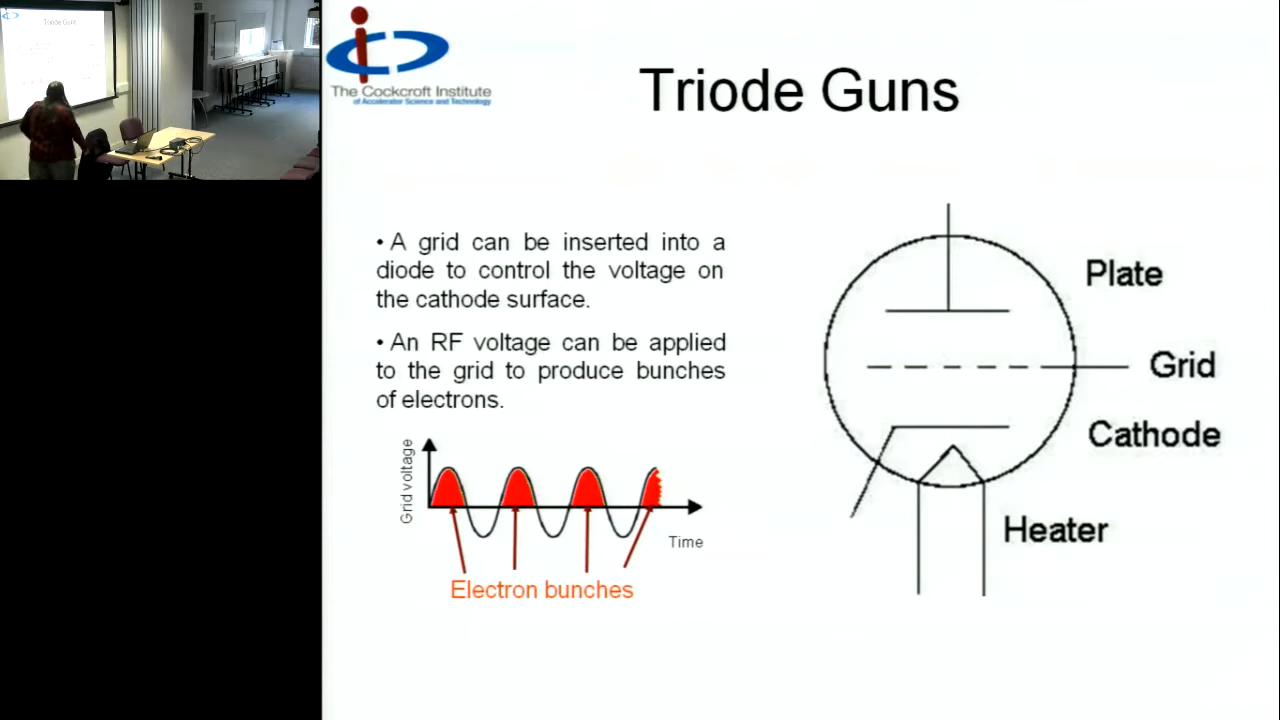 Triode Guns
The Cockcroft Institute
of Accelerator Science and Technology
Triode Guns
• A grid can be inserted into a
diode to control the voltage on
the cathode surface.
• An RF voltage can be applied
to the grid to produce bunches
of electrons.
Grid voltage
Time
Electron bunches
Plate
Grid
Cathode
Heater